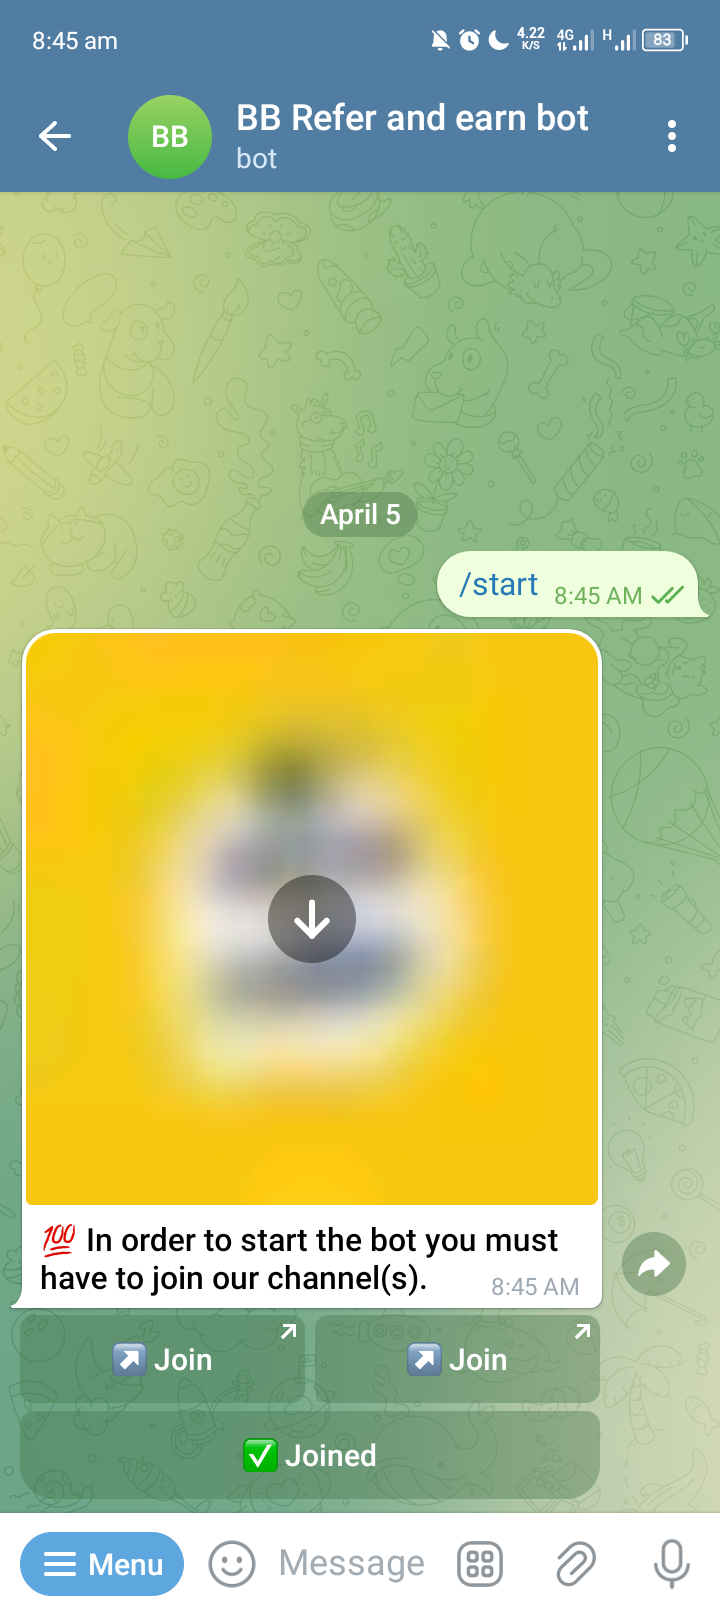 8:45 am
4.22
K/S
4G
H
83
BB
BB Refer and earn bot
bot
April 5
/start 8:45 AM
💯 In order to start the bot you must
have to join our channel(s). 8:45 AM
Join
Join
Joined
Menu
Message